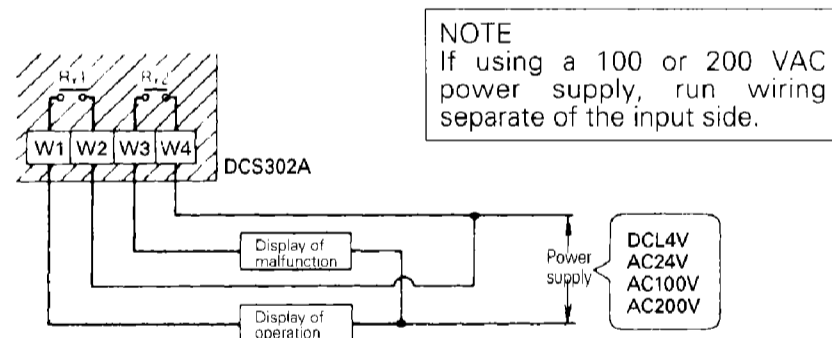 NOTE
If using a 100 or 200 VAC
power supply, run wiring
separate of the input side.
Ry1 Ry2
W1 W2 W3 W4
DCS302A
Display of
malfunction
Display of
operation
Power
supply
DCL4V
AC24V
AC100V
AC200V